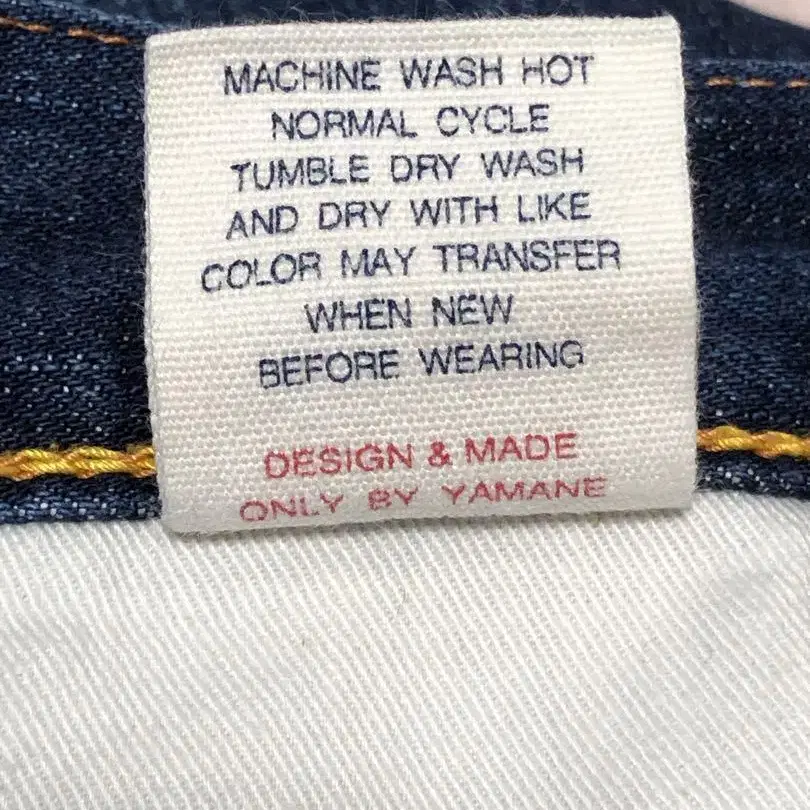 MACHINE WASH HOT
NORMAL CYCLE
TUMBLE DRY WASH
AND DRY WITH LIKE
COLOR MAY TRANSFER
WHEN NEW
BEFORE WEARING
DESIGN & MADE
ONLY BY YAMANE